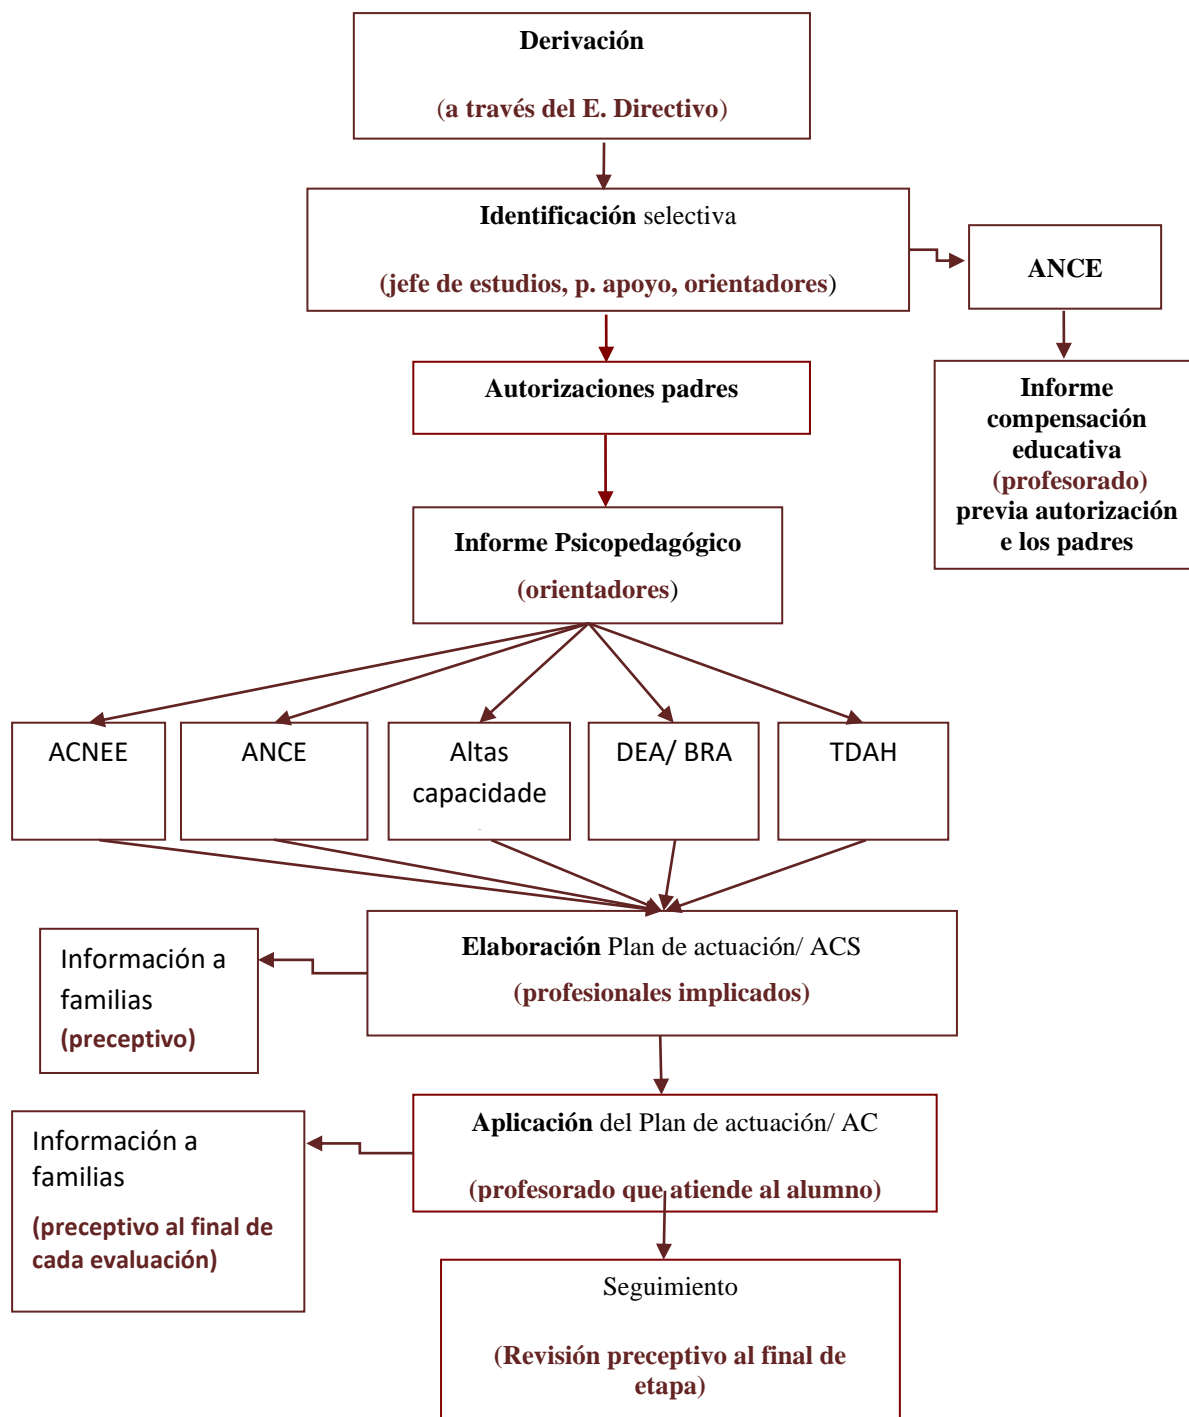 Derivación
(a través del E. Directivo)
Identificación selectiva
(jefe de estudios, p. apoyo, orientadores)
ANCE
Autorizaciones padres
Informe
compensación
educativa
(profesorado)
previa autorización
e los padres
Informe Psicopedagógico
(orientadores)
ACNEE
ANCE
Altas
capacidade
DEA/ BRA
TDAH
Elaboración Plan de actuación/ ACS
(profesionales implicados)
Información a
familias
(preceptivo)
Aplicación del Plan de actuación/ AC
(profesorado que atiende al alumno)
Información a
familias
(preceptivo al final de
cada evaluación)
Seguimiento
(Revisión preceptivo al final de
etapa)